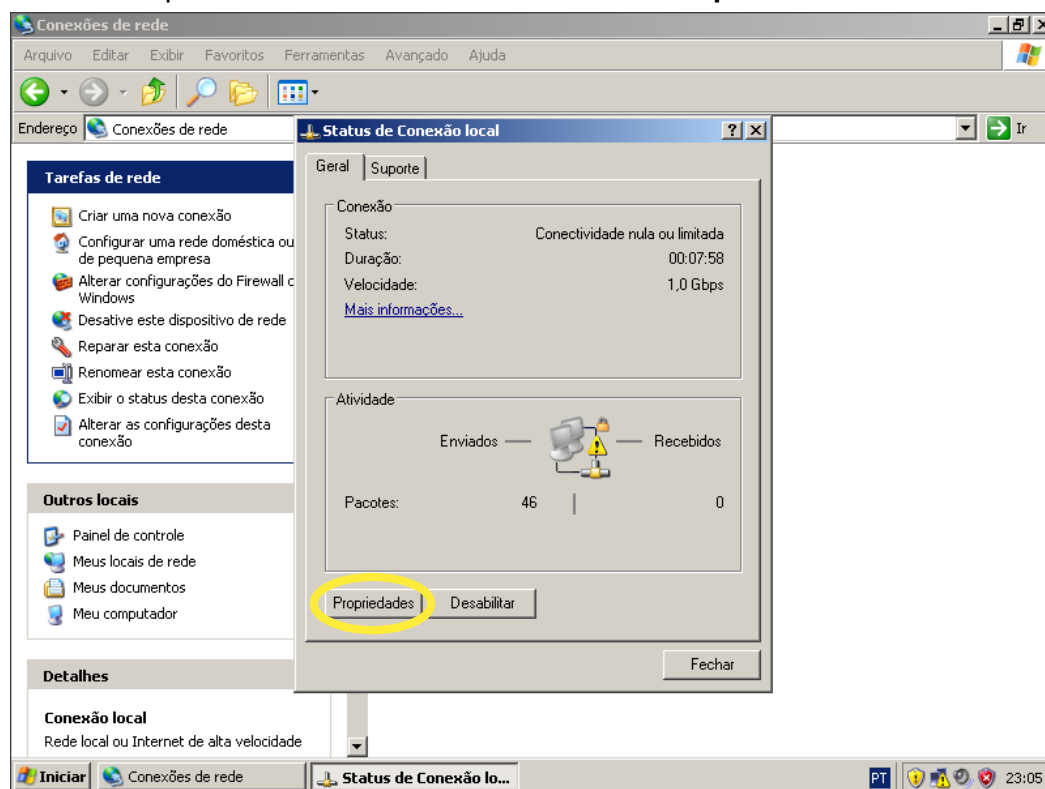 Conexões de rede
Arquivo Editar Exibir Favoritos Ferramentas Avançado Ajuda
Endereço Conexões de rede Ir
Status de Conexão local
Geral Suporte
Conexão
Status: Conectividade nula ou limitada
Duração: 00:07:58
Velocidade: 1,0 Gbps
Mais informações...
Atividade
Enviados Recebidos
Pacotes: 46 0
Propriedades Desabilitar
Fechar
Tarefas de rede
Criar uma nova conexão
Configurar uma rede doméstica ou
de pequena empresa
Alterar configurações do Firewall
Windows
Desative este dispositivo de rede
Reparar esta conexão
Renomear esta conexão
Exibir o status desta conexão
Alterar as configurações desta
conexão
Outros locais
Painel de controle
Meus locais de rede
Meus documentos
Meu computador
Detalhes
Conexão local
Rede local ou Internet de alta velocidade
Iniciar Conexões de rede Status de Conexão lo... PT 23:05